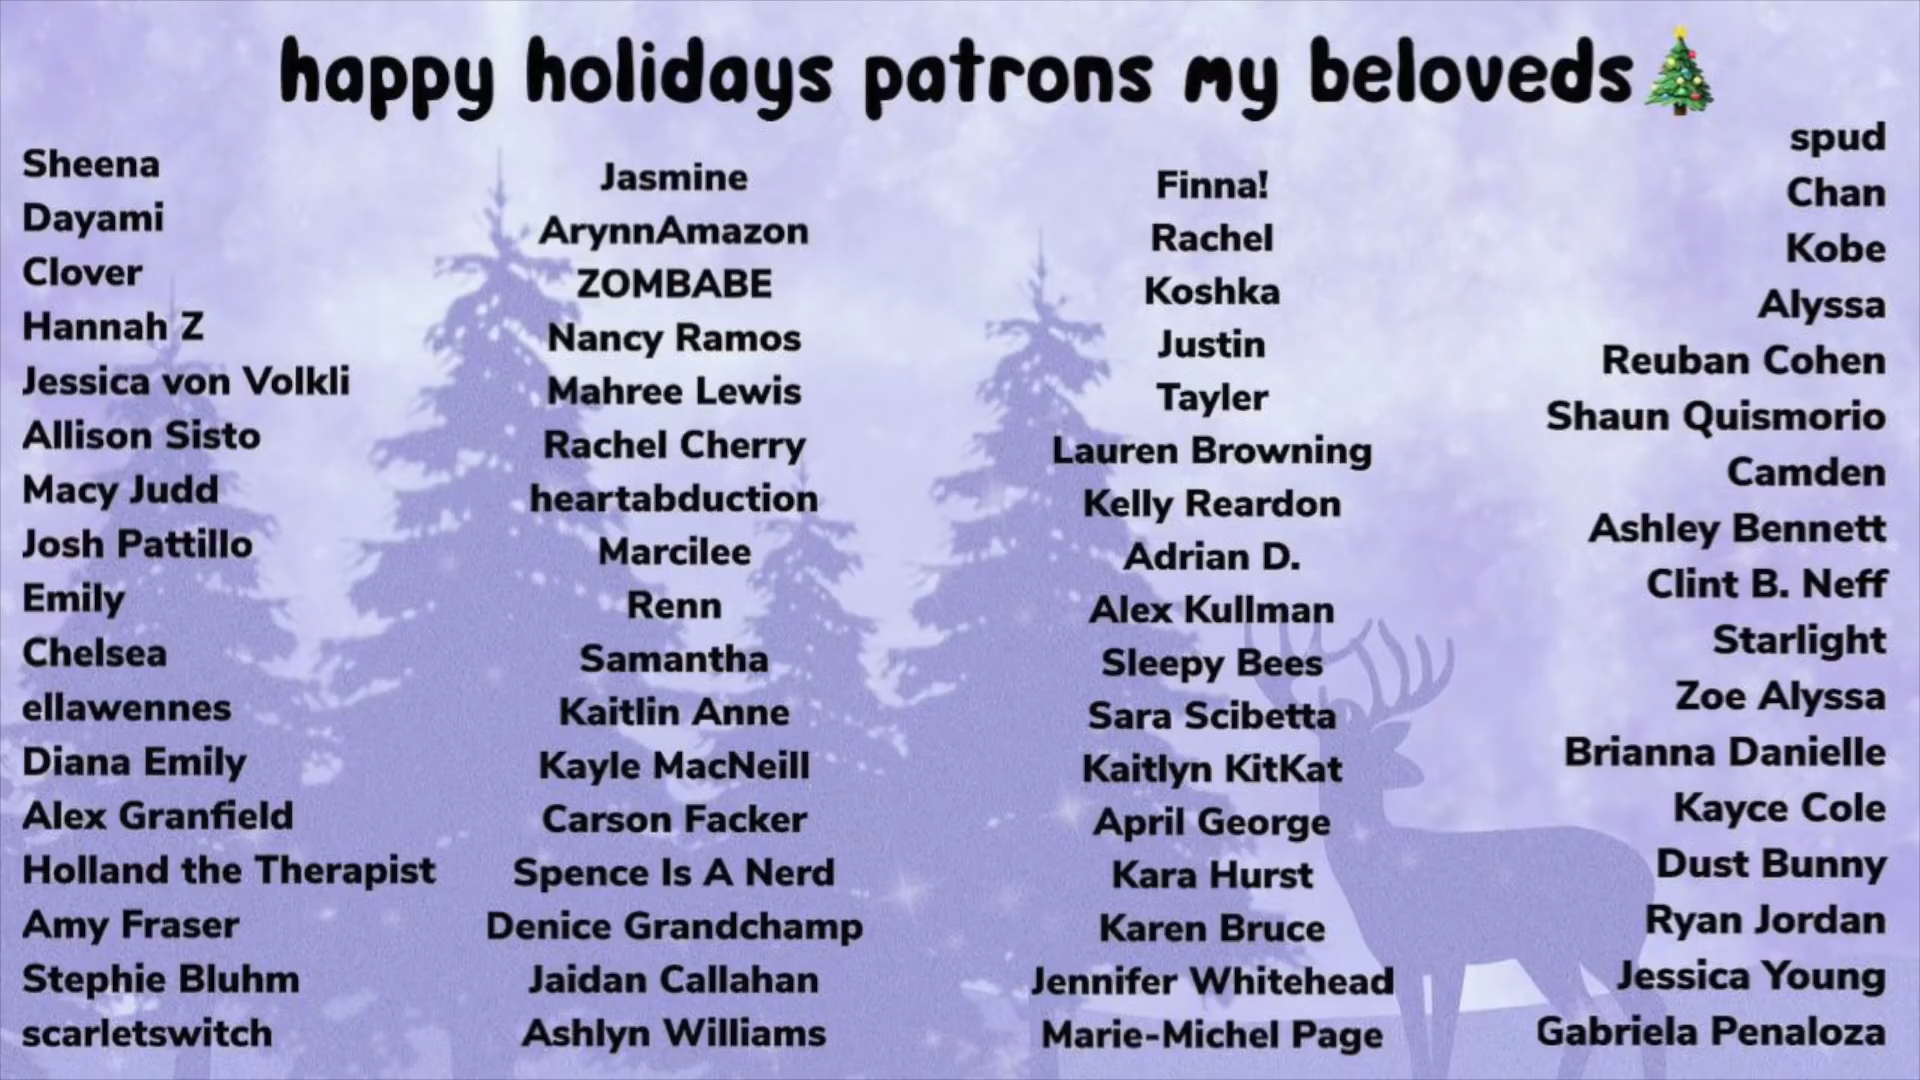 happy holidays patrons my beloveds🎄
Sheena
Dayami
Clover
Hannah Z
Jessica von Volkli
Allison Sisto
Macy Judd
Josh Pattillo
Emily
Chelsea
ellawennes
Diana Emily
Alex Granfield
Holland the Therapist
Amy Fraser
Stephie Bluhm
scarletswitch
Jasmine
ArynnAmazon
ZOMBABE
Nancy Ramos
Mahree Lewis
Rachel Cherry
heartabduction
Marcilee
Renn
Samantha
Kaitlin Anne
Kayle MacNeill
Carson Facker
Spence Is A Nerd
Denice Grandchamp
Jaidan Callahan
Ashlyn Williams
Finna!
Rachel
Koshka
Justin
Tayler
Lauren Browning
Kelly Reardon
Adrian D.
Alex Kullman
Sleepy Bees
Sara Scibetta
Kaitlyn KitKat
April George
Kara Hurst
Karen Bruce
Jennifer Whitehead
Marie-Michel Page
spud
Chan
Kobe
Alyssa
Reuban Cohen
Shaun Quismorio
Camden
Ashley Bennett
Clint B. Neff
Starlight
Zoe Alyssa
Brianna Danielle
Kayce Cole
Dust Bunny
Ryan Jordan
Jessica Young
Gabriela Penaloza